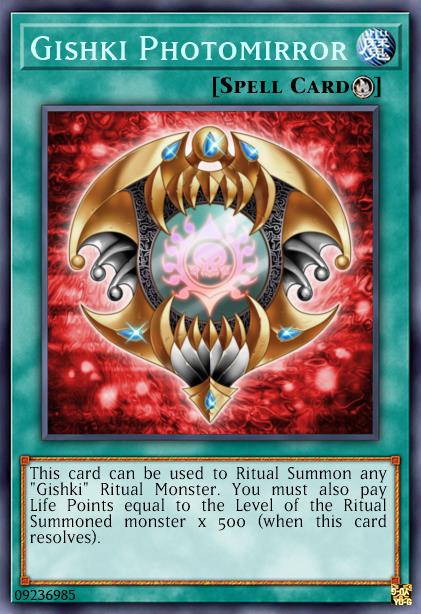 Gishki Photomirror
[Spell Card]
This card can be used to Ritual Summon any
"Gishki" Ritual Monster. You must also pay
Life Points equal to the Level of the Ritual
Summoned monster x 500 (when this card
resolves).
09236985